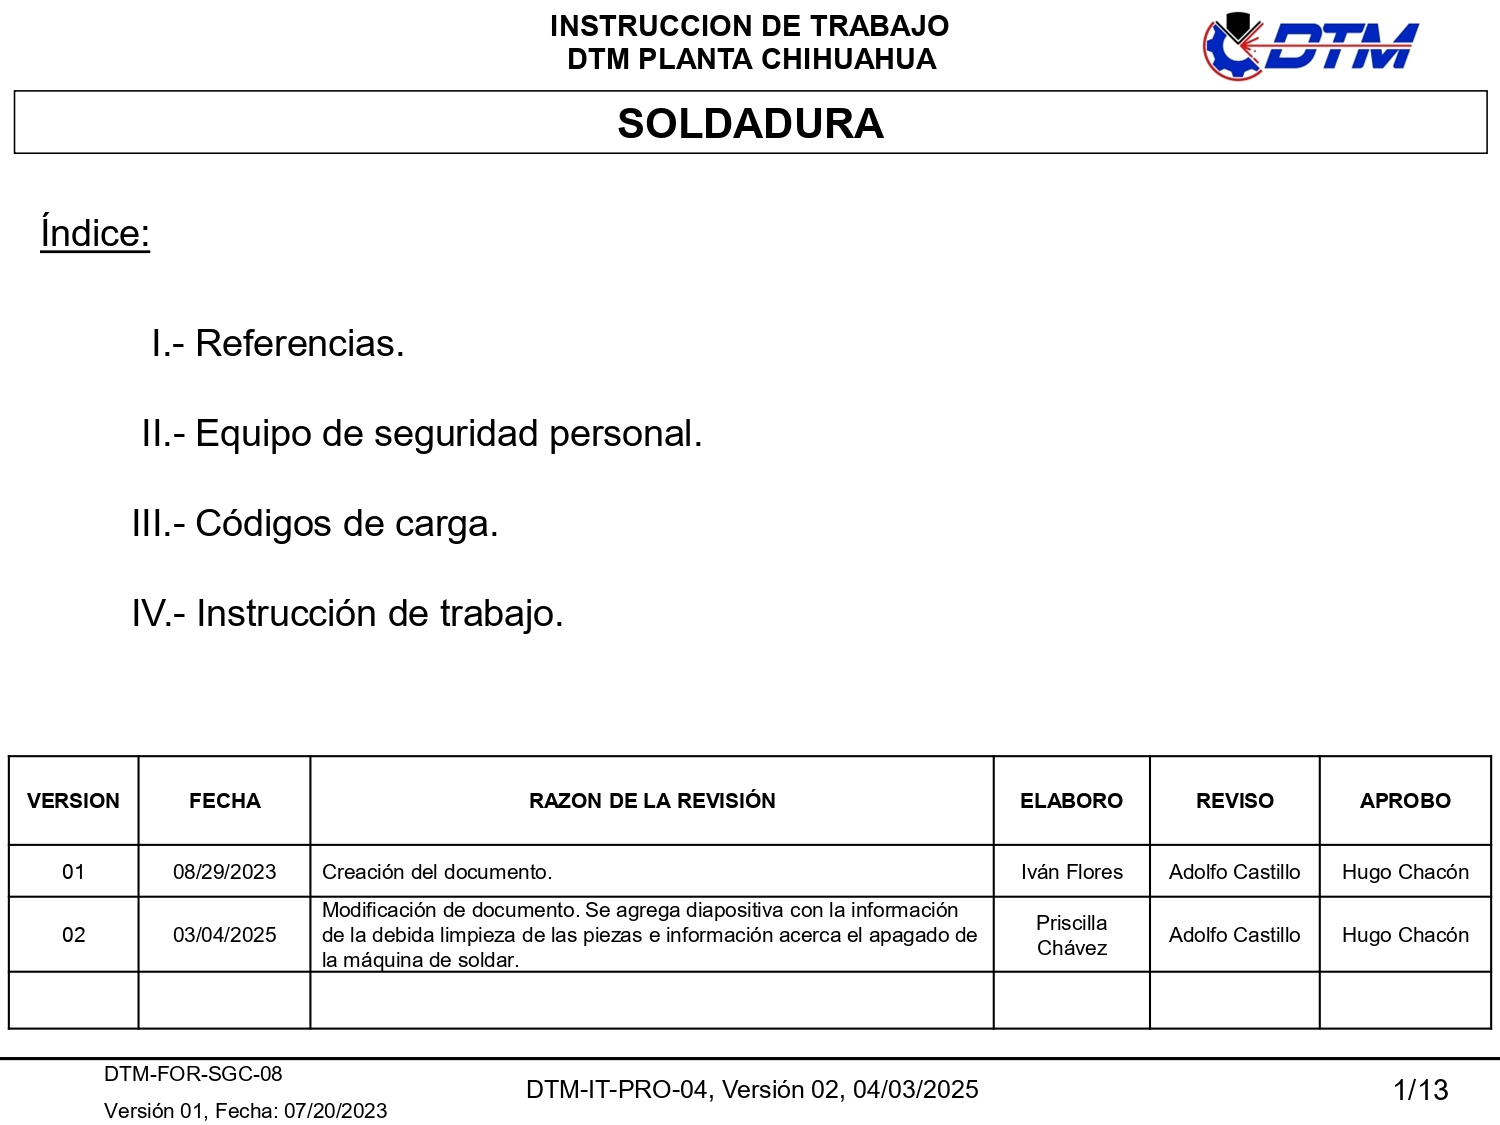 INSTRUCCION DE TRABAJO
DTM PLANTA CHIHUAHUA
DTM
SOLDADURA
Índice:
I.- Referencias.
II.- Equipo de seguridad personal.
III.- Códigos de carga.
IV.- Instrucción de trabajo.
VERSION FECHA RAZON DE LA REVISIÓN ELABORO REVISO APROBO
01 08/29/2023 Creación del documento. Iván Flores Adolfo Castillo Hugo Chacón
02 03/04/2025 Modificación de documento. Se agrega diapositiva con la información
de la debida limpieza de las piezas e información acerca el apagado de
la máquina de soldar.
Priscilla
Chávez
Adolfo Castillo Hugo Chacón
DTM-FOR-SGC-08
Versión 01, Fecha: 07/20/2023
DTM-IT-PRO-04, Versión 02, 04/03/2025
1/13